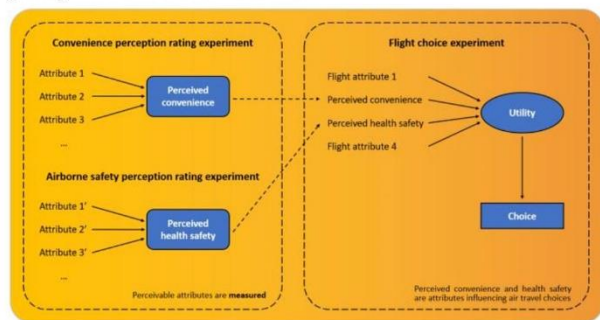 Convenience perception rating experiment
Attribute 1
Attribute 2
Attribute 3
...
Perceived
convenience
Airborne safety perception rating experiment
Attribute 1'
Attribute 2'
Attribute 3'
...
Perceived
health safety
Perceivable attributes are measured
Flight choice experiment
Flight attribute 1
Perceived convenience
Perceived health safety
Flight attribute 4
Utility
Choice
Perceived convenience and health safety
are attributes influencing air travel choices